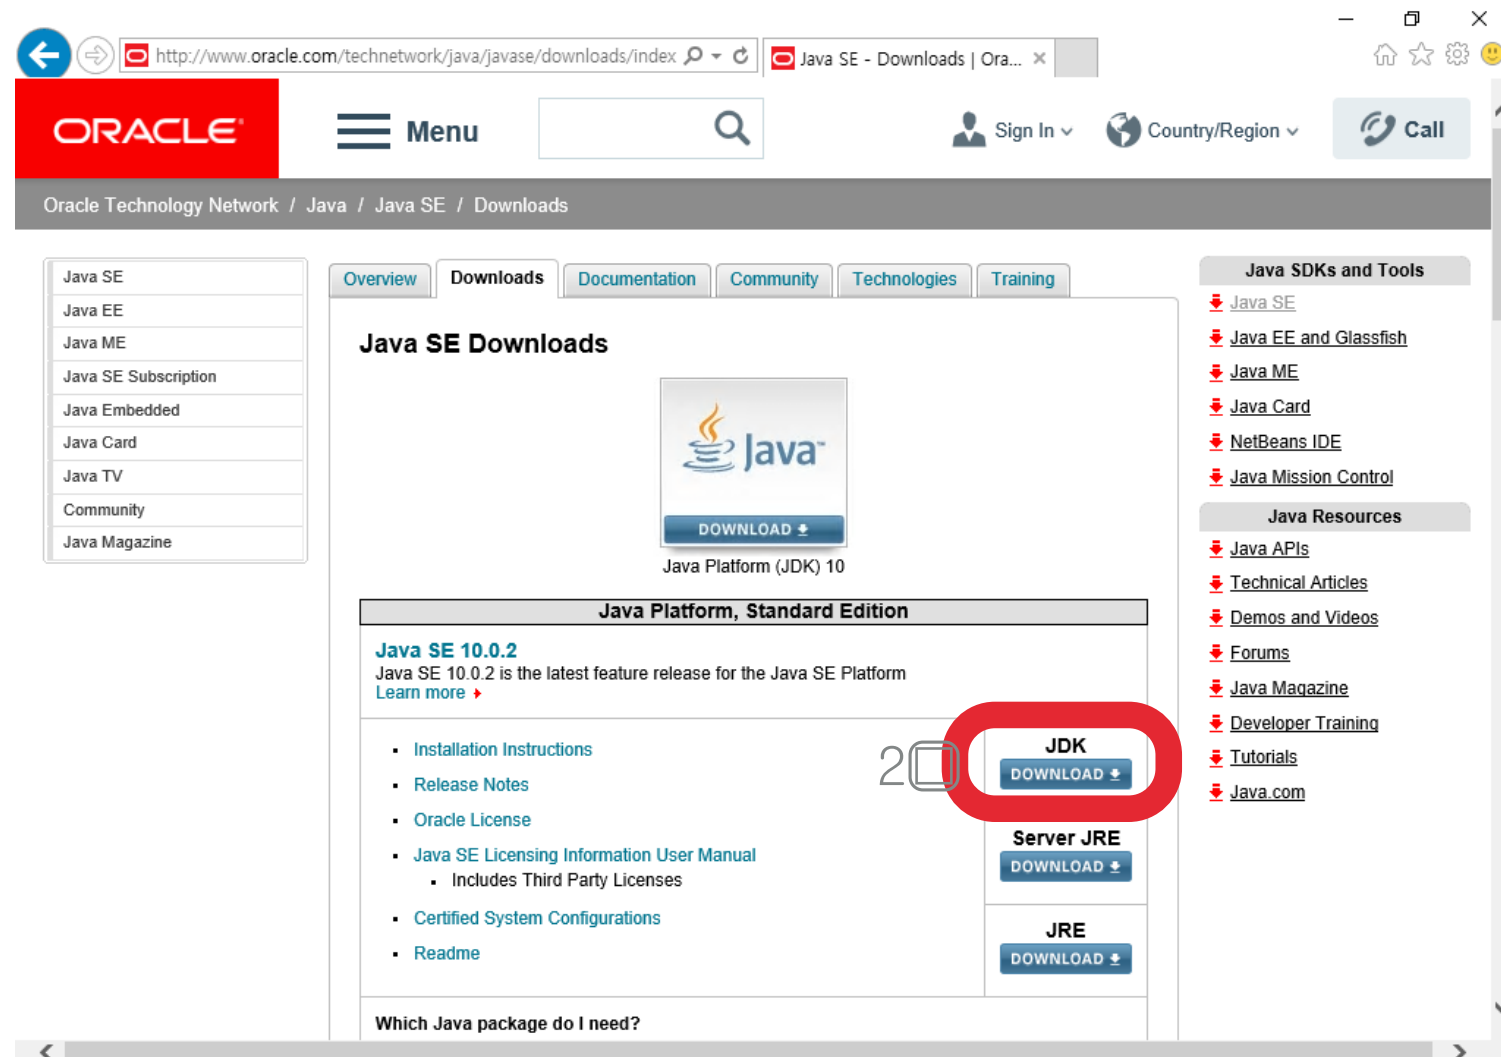 http://www.oracle.com/technetwork/java/javase/downloads/index
Java SE - Downloads | Ora...
ORACLE
Menu
Sign In
Country/Region
Call
Oracle Technology Network / Java / Java SE / Downloads
Java SE
Java EE
Java ME
Java SE Subscription
Java Embedded
Java Card
Java TV
Community
Java Magazine
Overview
Downloads
Documentation
Community
Technologies
Training
Java SE Downloads
Java™
DOWNLOAD
Java Platform (JDK) 10
Java Platform, Standard Edition
Java SE 10.0.2
Java SE 10.0.2 is the latest feature release for the Java SE Platform
Learn more
Installation Instructions
Release Notes
Oracle License
Java SE Licensing Information User Manual
Includes Third Party Licenses
Certified System Configurations
Readme
2
JDK
DOWNLOAD
Server JRE
DOWNLOAD
JRE
DOWNLOAD
Which Java package do I need?
Java SDKs and Tools
Java SE
Java EE and Glassfish
Java ME
Java Card
NetBeans IDE
Java Mission Control
Java Resources
Java APIs
Technical Articles
Demos and Videos
Forums
Java Magazine
Developer Training
Tutorials
Java.com